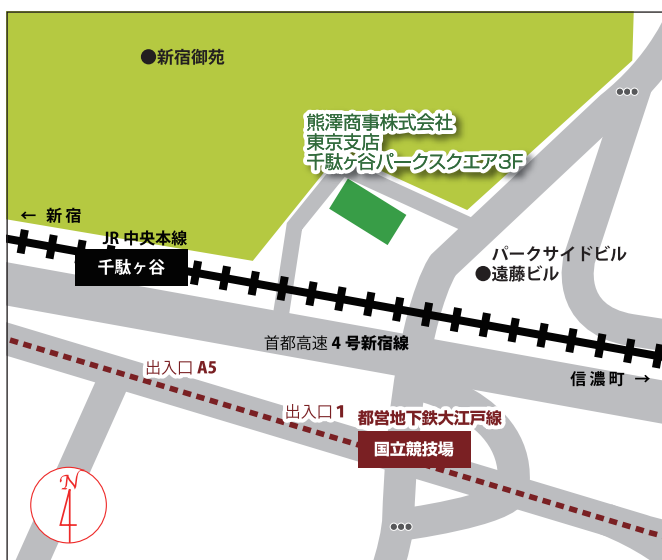 ●新宿御苑
熊澤商事株式会社
東京支店
千駄ヶ谷パークスクエア3F
← 新宿
JR 中央本線
千駄ヶ谷
パークサイドビル
●遠藤ビル
首都高速 4 号新宿線
信濃町 →
出入口 A5
出入口 1
都営地下鉄大江戸線
国立競技場
N